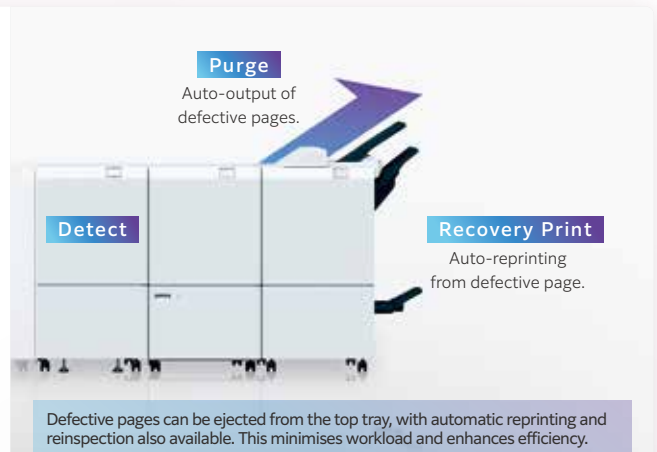 Purge
Auto-output of
defective pages.
Detect
Recovery Print
Auto-reprinting
from defective page.
Defective pages can be ejected from the top tray, with automatic reprinting and
reinspection also available. This minimises workload and enhances efficiency.